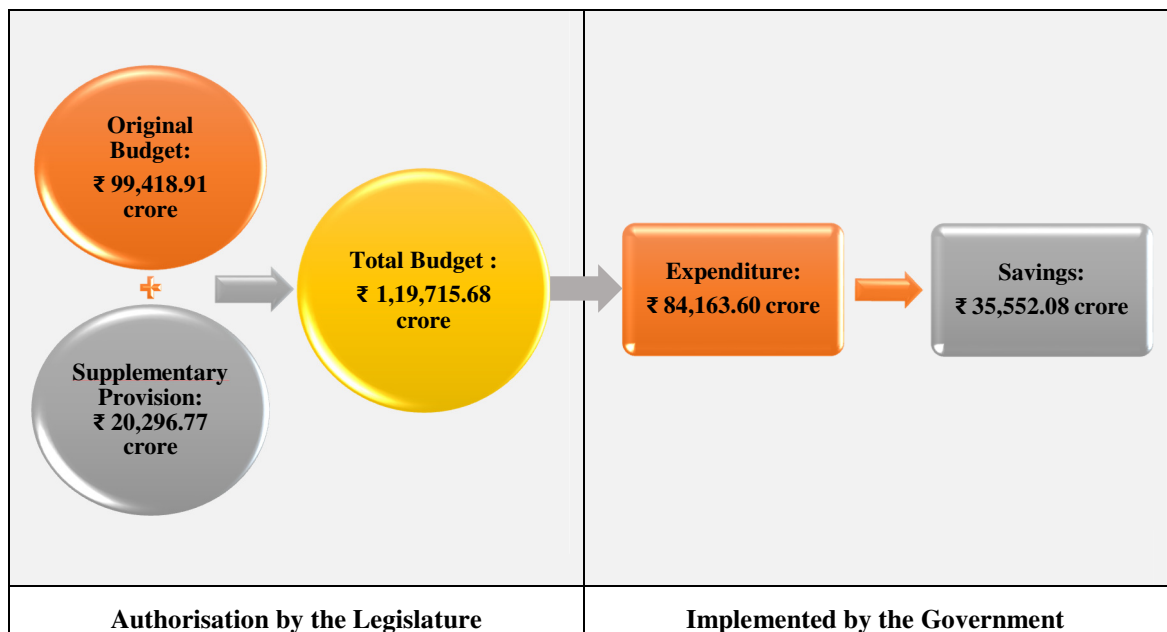 Original
Budget:
₹ 99,418.91
crore
+
Supplementary
Provision:
₹ 20,296.77
crore
Total Budget :
₹ 1,19,715.68
crore
Expenditure:
₹ 84,163.60 crore
Savings:
₹ 35,552.08 crore
Authorisation by the Legislature
Implemented by the Government